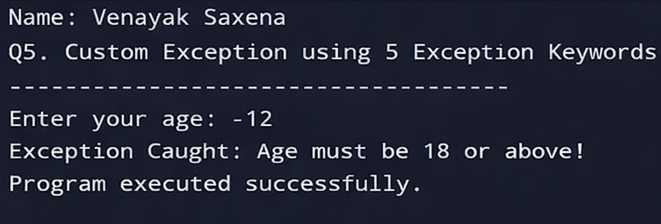 Name: Venayak Saxena
Q5. Custom Exception using 5 Exception Keywords
-----------------------------------
Enter your age: -12
Exception Caught: Age must be 18 or above!
Program executed successfully.